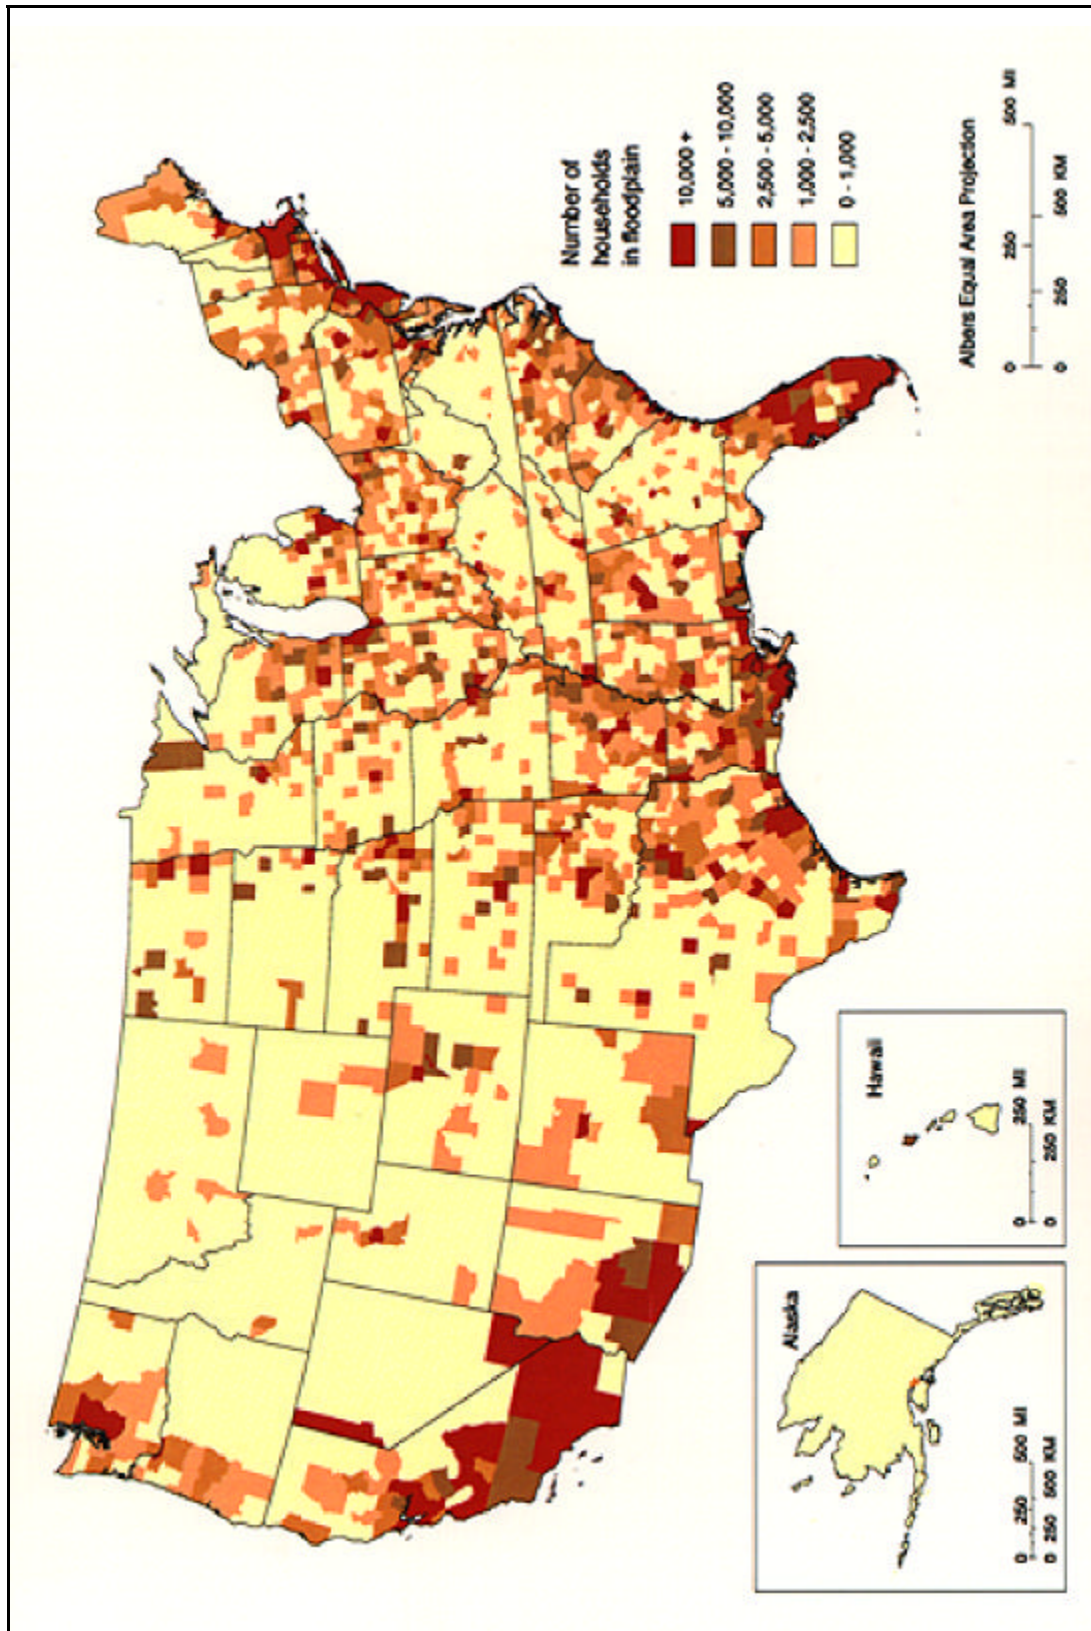 Number of
households
in floodplain
10,000 +
5,000 - 10,000
2,500 - 5,000
1,000 - 2,500
0 - 1,000
Albers Equal Area Projection
0 250 500 MI
0 250 500 KM
Alaska
0 250 500 MI
0 250 500 KM
Hawaii
0 250 MI
0 250 KM